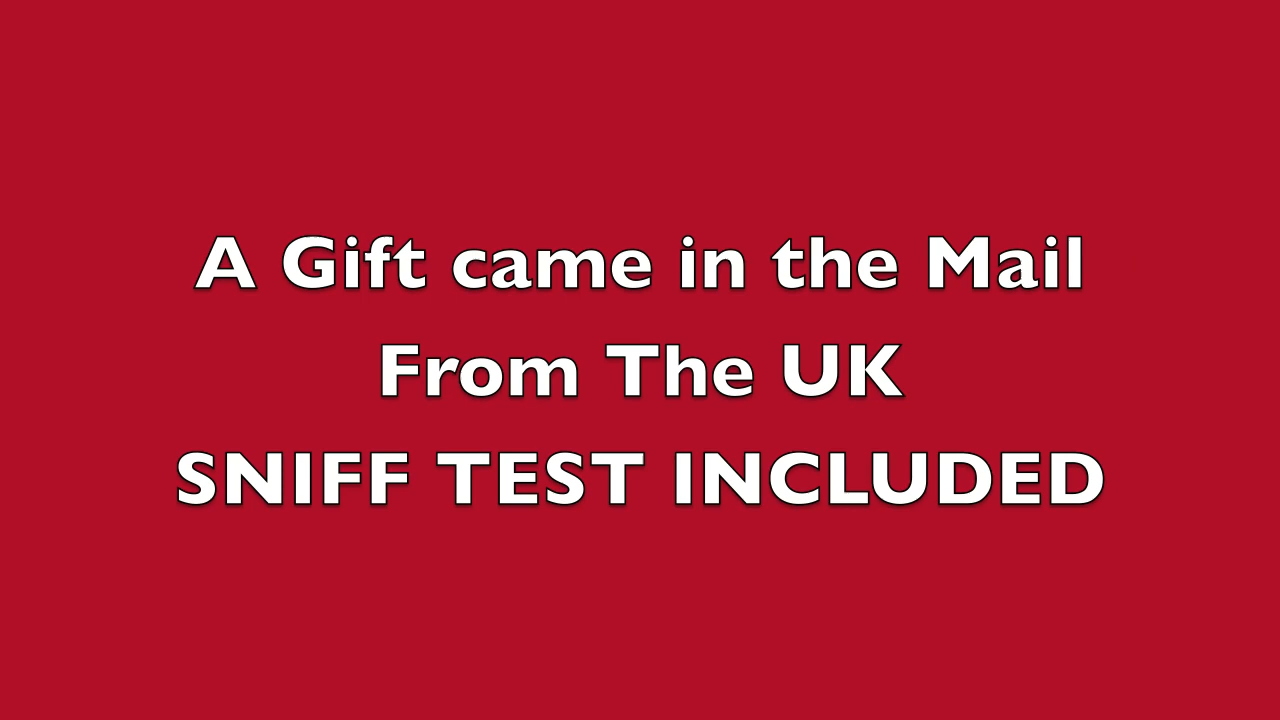 A Gift came in the Mail
From The UK
SNIFF TEST INCLUDED